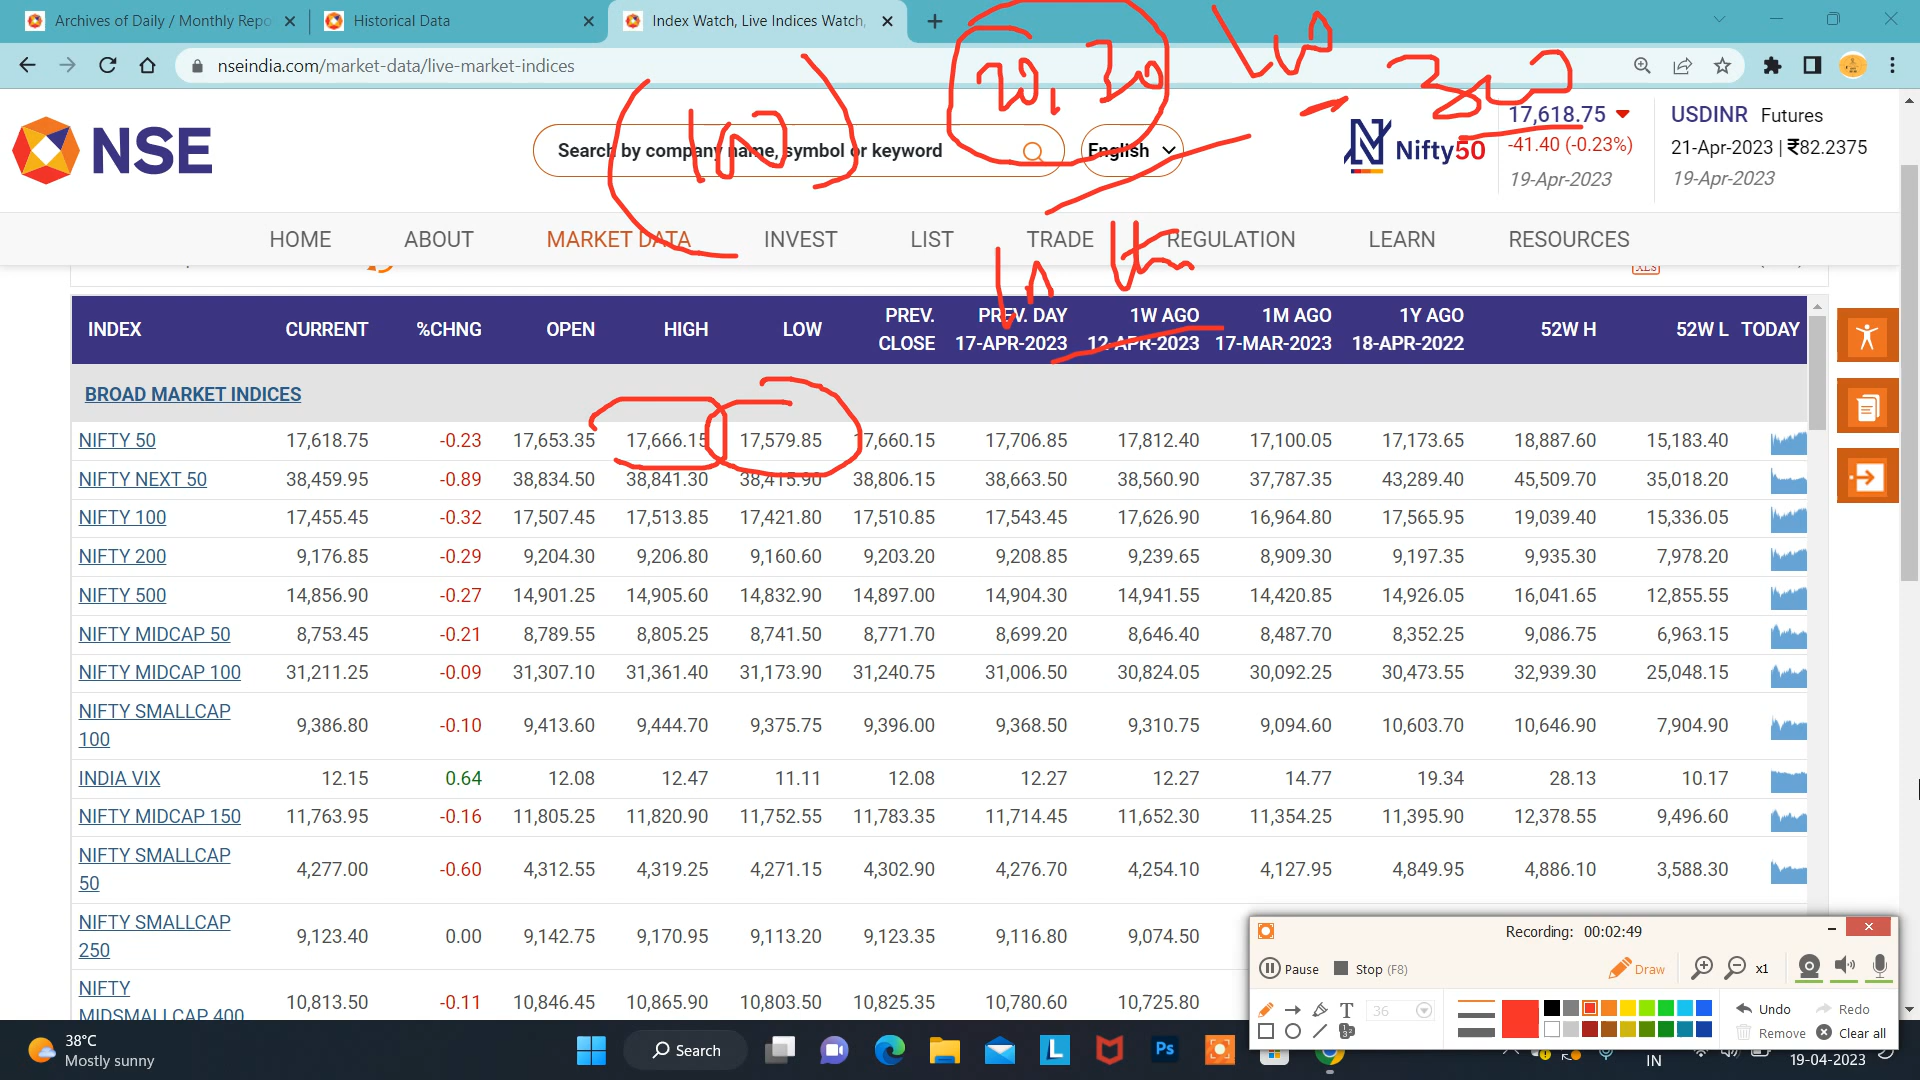 Archives of Daily / Monthly Repo
Historical Data
Index Watch, Live Indices Watch,
nseindia.com/market-data/live-market-indices
NSE
Search by company name, symbol or keyword
English
Nifty50
17,618.75
-41.40 (-0.23%)
19-Apr-2023
USDINR Futures
21-Apr-2023 | ₹82.2375
19-Apr-2023
20, 30
HOME ABOUT MARKET DATA INVEST LIST TRADE REGULATION LEARN RESOURCES
XLS
INDEX CURRENT %CHNG OPEN HIGH LOW PREV. CLOSE PREV. DAY 17-APR-2023 1W AGO 12-APR-2023 1M AGO 17-MAR-2023 1Y AGO 18-APR-2022 52W H 52W L TODAY
BROAD MARKET INDICES
NIFTY 50 17,618.75 -0.23 17,653.35 17,666.15 17,579.85 17,660.15 17,706.85 17,812.40 17,100.05 17,173.65 18,887.60 15,183.40
NIFTY NEXT 50 38,459.95 -0.89 38,834.50 38,841.30 38,415.90 38,806.15 38,663.50 38,560.90 37,787.35 43,289.40 45,509.70 35,018.20
NIFTY 100 17,455.45 -0.32 17,507.45 17,513.85 17,421.80 17,510.85 17,543.45 17,626.90 16,964.80 17,565.95 19,039.40 15,336.05
NIFTY 200 9,176.85 -0.29 9,204.30 9,206.80 9,160.60 9,203.20 9,208.85 9,239.65 8,909.30 9,197.35 9,935.30 7,978.20
NIFTY 500 14,856.90 -0.27 14,901.25 14,905.60 14,832.90 14,897.00 14,904.30 14,941.55 14,420.85 14,926.05 16,041.65 12,855.55
NIFTY MIDCAP 50 8,753.45 -0.21 8,789.55 8,805.25 8,741.50 8,771.70 8,699.20 8,646.40 8,487.70 8,352.25 9,086.75 6,963.15
NIFTY MIDCAP 100 31,211.25 -0.09 31,307.10 31,361.40 31,173.90 31,240.75 31,006.50 30,824.05 30,092.25 30,473.55 32,939.30 25,048.15
NIFTY SMALLCAP 100 9,386.80 -0.10 9,413.60 9,444.70 9,375.75 9,396.00 9,368.50 9,310.75 9,094.60 10,603.70 10,646.90 7,904.90
INDIA VIX 12.15 0.64 12.08 12.47 11.11 12.08 12.27 12.27 14.77 19.34 28.13 10.17
NIFTY MIDCAP 150 11,763.95 -0.16 11,805.25 11,820.90 11,752.55 11,783.35 11,714.45 11,652.30 11,354.25 11,395.90 12,378.55 9,496.60
NIFTY SMALLCAP 50 4,277.00 -0.60 4,312.55 4,319.25 4,271.15 4,302.90 4,276.70 4,254.10 4,127.95 4,849.95 4,886.10 3,588.30
NIFTY SMALLCAP 250 9,123.40 0.00 9,142.75 9,170.95 9,113.20 9,123.35 9,116.80 9,074.50
NIFTY MIDSMALLCAP 400 10,813.50 -0.11 10,846.45 10,865.90 10,803.50 10,825.35 10,780.60 10,725.80
Recording: 00:02:49
Pause Stop (F8) Draw x1
T 36 Undo Redo
Remove Clear all
38°C
Mostly sunny
Search
L
Ps
IN
19-04-2023